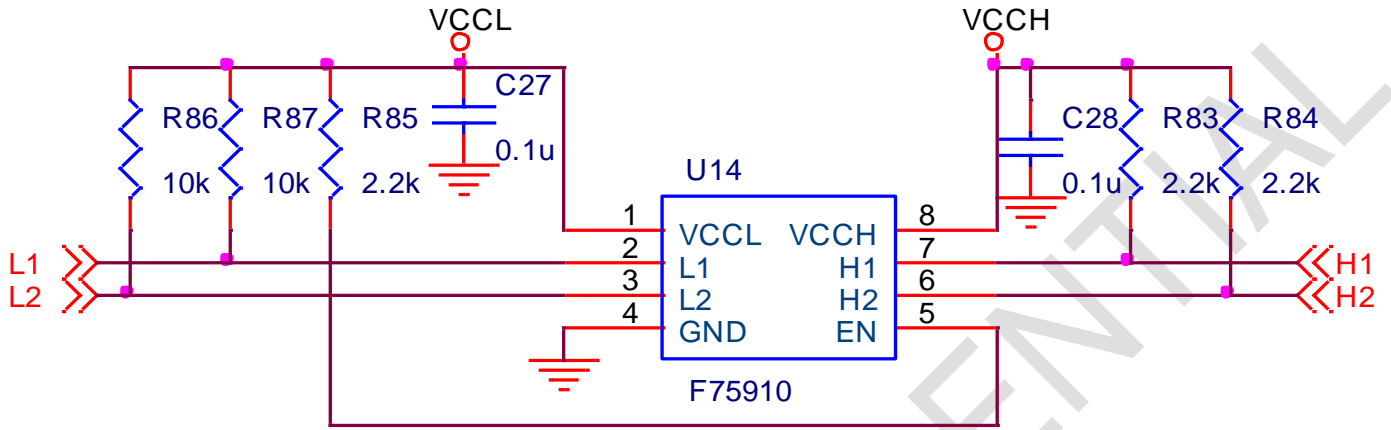 VCCL VCCH
C27
R86 R87 R85 C28 R83 R84
0.1u
10k 10k 2.2k 0.1u 2.2k 2.2k
U14
1 VCCL VCCH 8
L1 2 L1 H1 7 H1
L2 3 L2 H2 6 H2
4 GND EN 5
F75910
ENTIAL